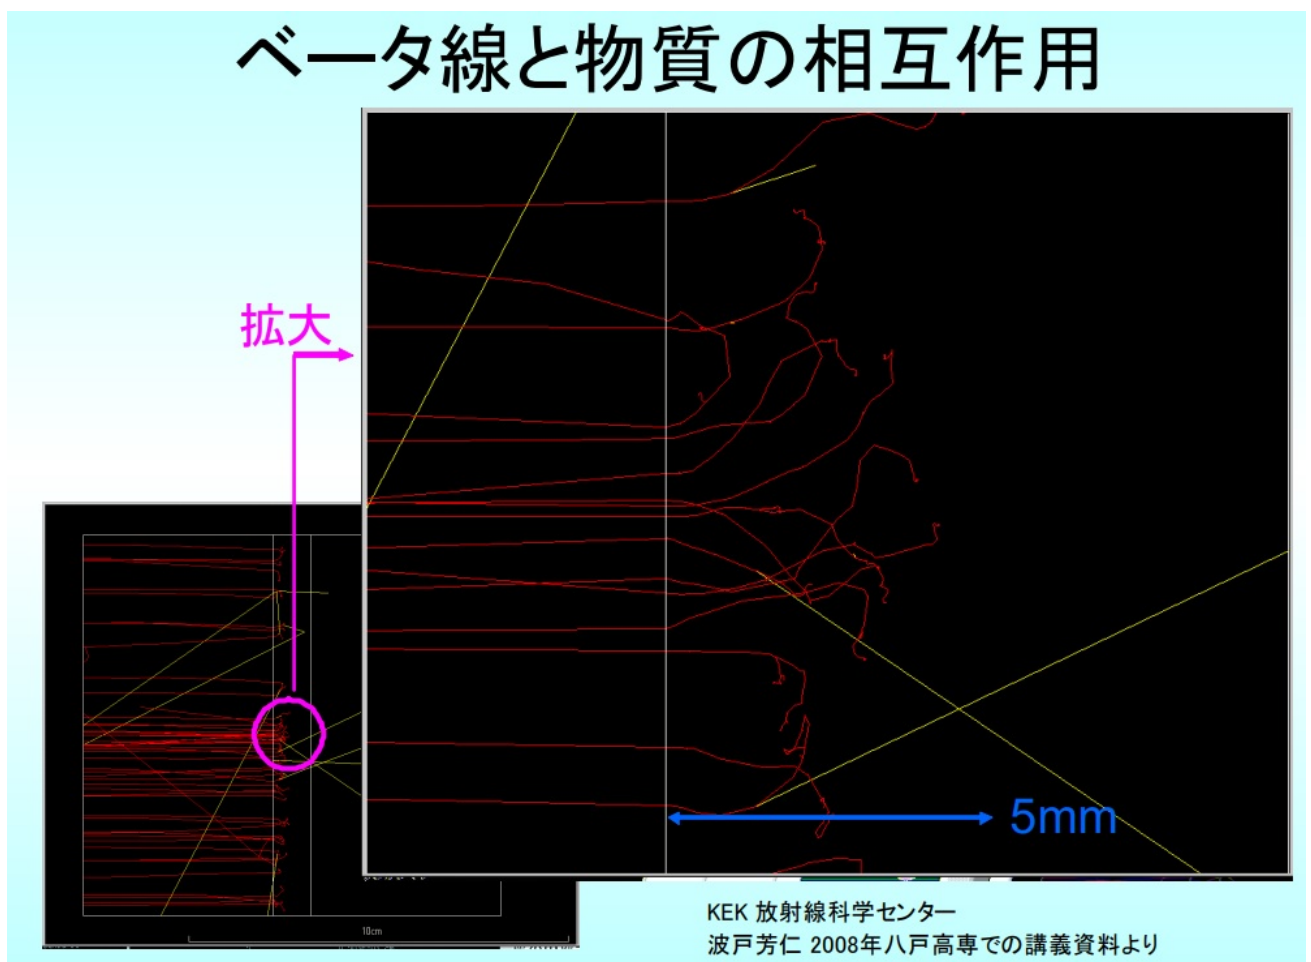 ベータ線と物質の相互作用
拡大
5mm
10cm
KEK 放射線科学センター
波戸芳仁 2008年八戸高専での講義資料より